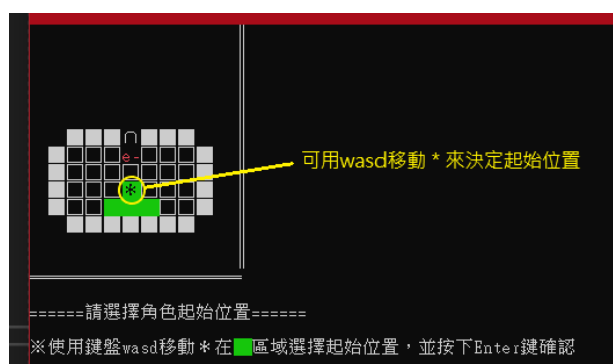 ∩
e-
*
可用wasd移動 * 來決定起始位置
======請選擇角色起始位置======
※使用鍵盤wasd移動*在 區域選擇起始位置，並按下Enter鍵確認